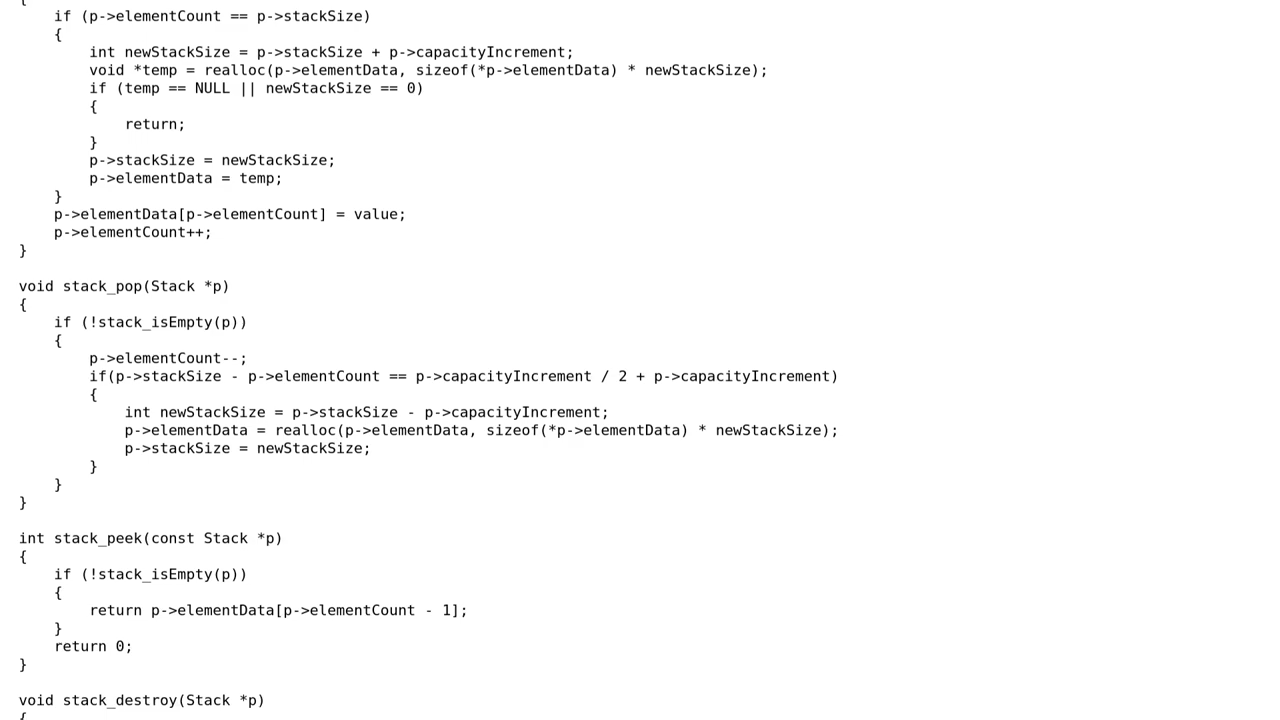 {
    if (p->elementCount == p->stackSize)
    {
        int newStackSize = p->stackSize + p->capacityIncrement;
        void *temp = realloc(p->elementData, sizeof(*p->elementData) * newStackSize);
        if (temp == NULL || newStackSize == 0)
        {
            return;
        }
        p->stackSize = newStackSize;
        p->elementData = temp;
    }
    p->elementData[p->elementCount] = value;
    p->elementCount++;
}

void stack_pop(Stack *p)
{
    if (!stack_isEmpty(p))
    {
        p->elementCount--;
        if(p->stackSize - p->elementCount == p->capacityIncrement / 2 + p->capacityIncrement)
        {
            int newStackSize = p->stackSize - p->capacityIncrement;
            p->elementData = realloc(p->elementData, sizeof(*p->elementData) * newStackSize);
            p->stackSize = newStackSize;
        }
    }
}

int stack_peek(const Stack *p)
{
    if (!stack_isEmpty(p))
    {
        return p->elementData[p->elementCount - 1];
    }
    return 0;
}

void stack_destroy(Stack *p)
{